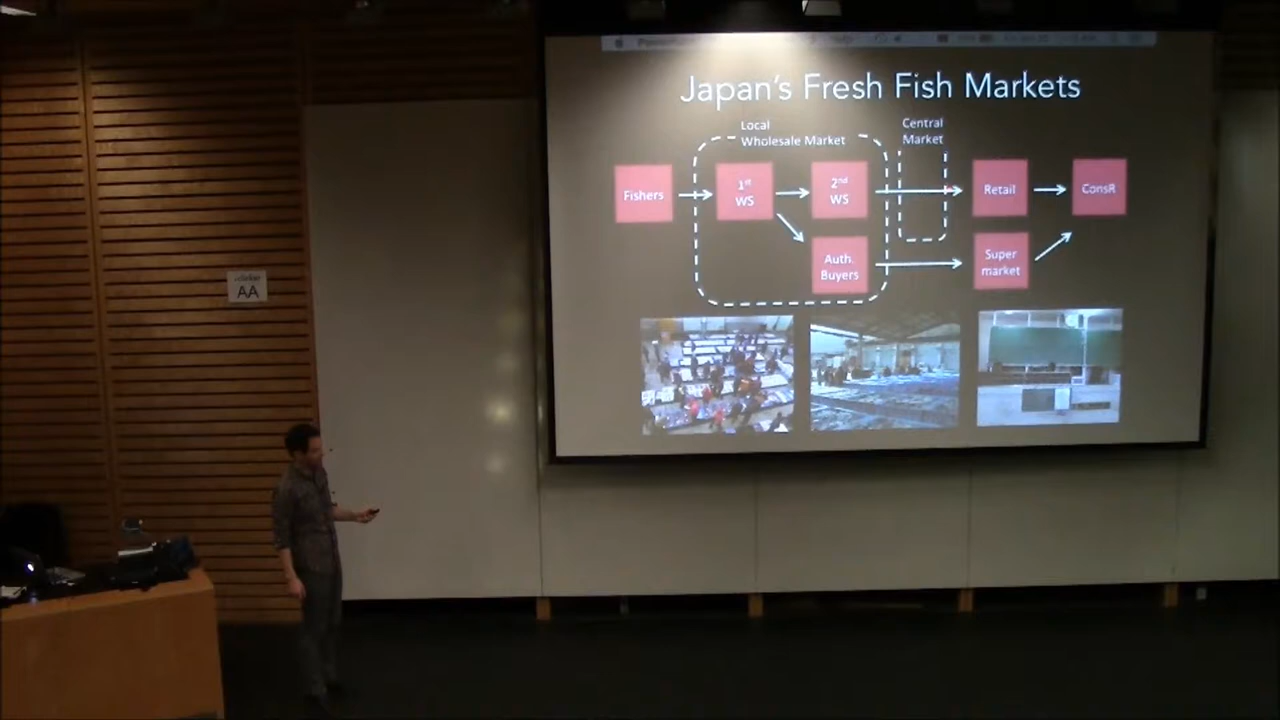 Japan's Fresh Fish Markets
Local
Wholesale Market
Central
Market
Fishers
1st
WS
2nd
WS
Retail
ConsR
Auth.
Buyers
Super
market
AA